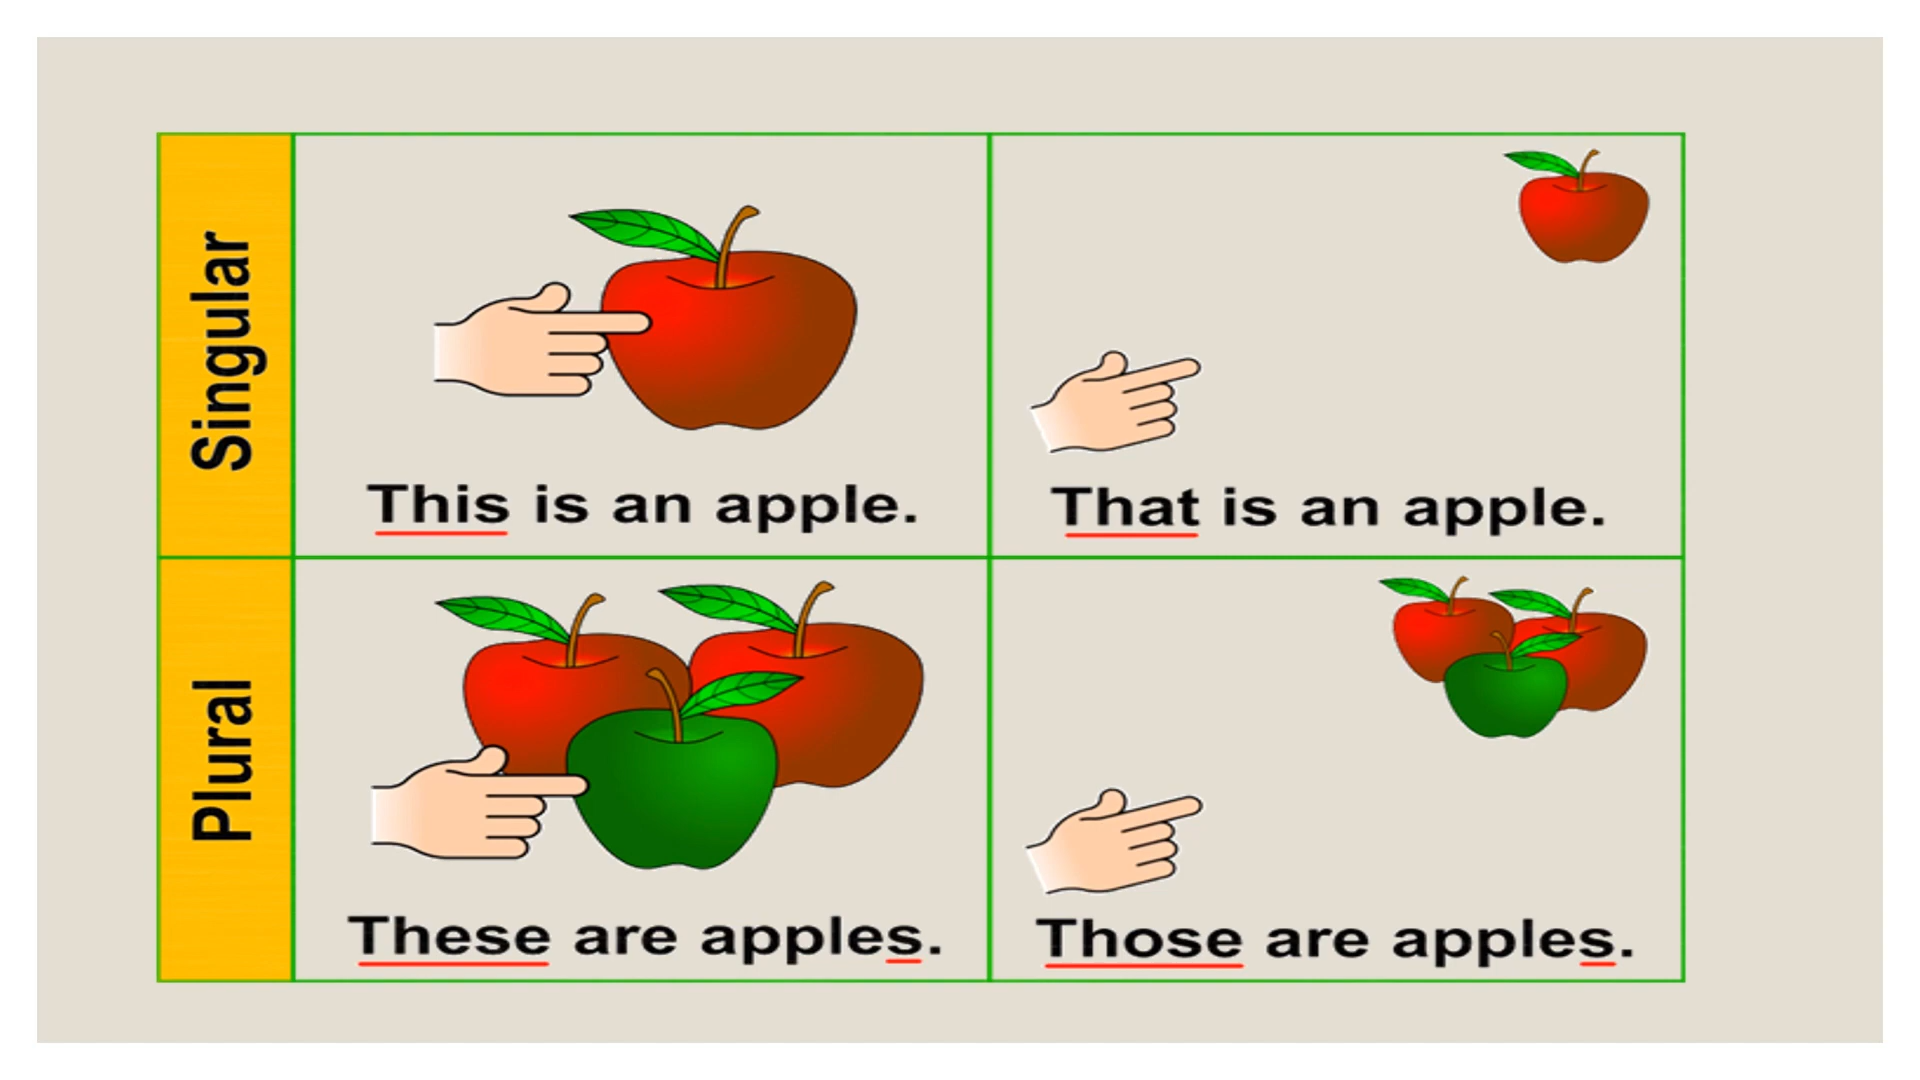 Singular
This is an apple.
That is an apple.
Plural
These are apples.
Those are apples.